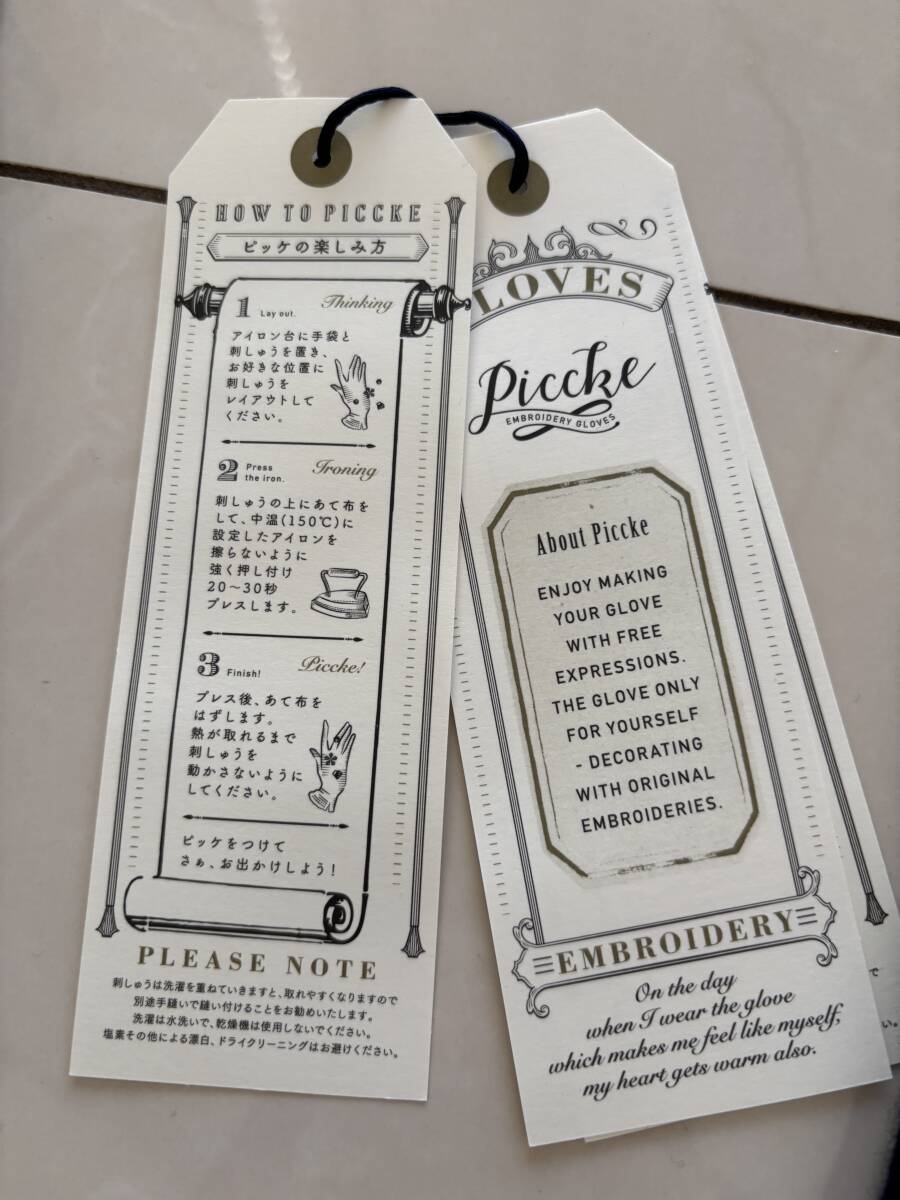 HOW TO PICCKE
ピッケの楽しみ方
1 Lay out. Thinking
アイロン台に手袋と
刺しゅうを置き、
お好きな位置に
刺しゅうを
レイアウトして
ください。
2 Press the iron. Ironing
刺しゅうの上にあて布を
して、中温(150℃)に
設定したアイロンを
擦らないように
強く押し付け
20〜30秒
プレスします。
3 Finish! Piccke!
プレス後、あて布を
はずします。
熱が取れるまで
刺しゅうを
動かさないように
してください。
ピッケをつけて
さぁ、お出かけしよう!
PLEASE NOTE
刺しゅうは洗濯を重ねていきますと、取れやすくなりますので
別途手縫いで縫い付けることをお勧めいたします。
洗濯は水洗いで、乾燥機は使用しないでください。
塩素その他による漂白、ドライクリーニングはお避けください。
LOVES
Piccke
EMBROIDERY GLOVES
About Piccke
ENJOY MAKING
YOUR GLOVE
WITH FREE
EXPRESSIONS.
THE GLOVE ONLY
FOR YOURSELF
- DECORATING
WITH ORIGINAL
EMBROIDERIES.
EMBROIDERY
On the day
when I wear the glove
which makes me feel like myself,
my heart gets warm also.
で
い。